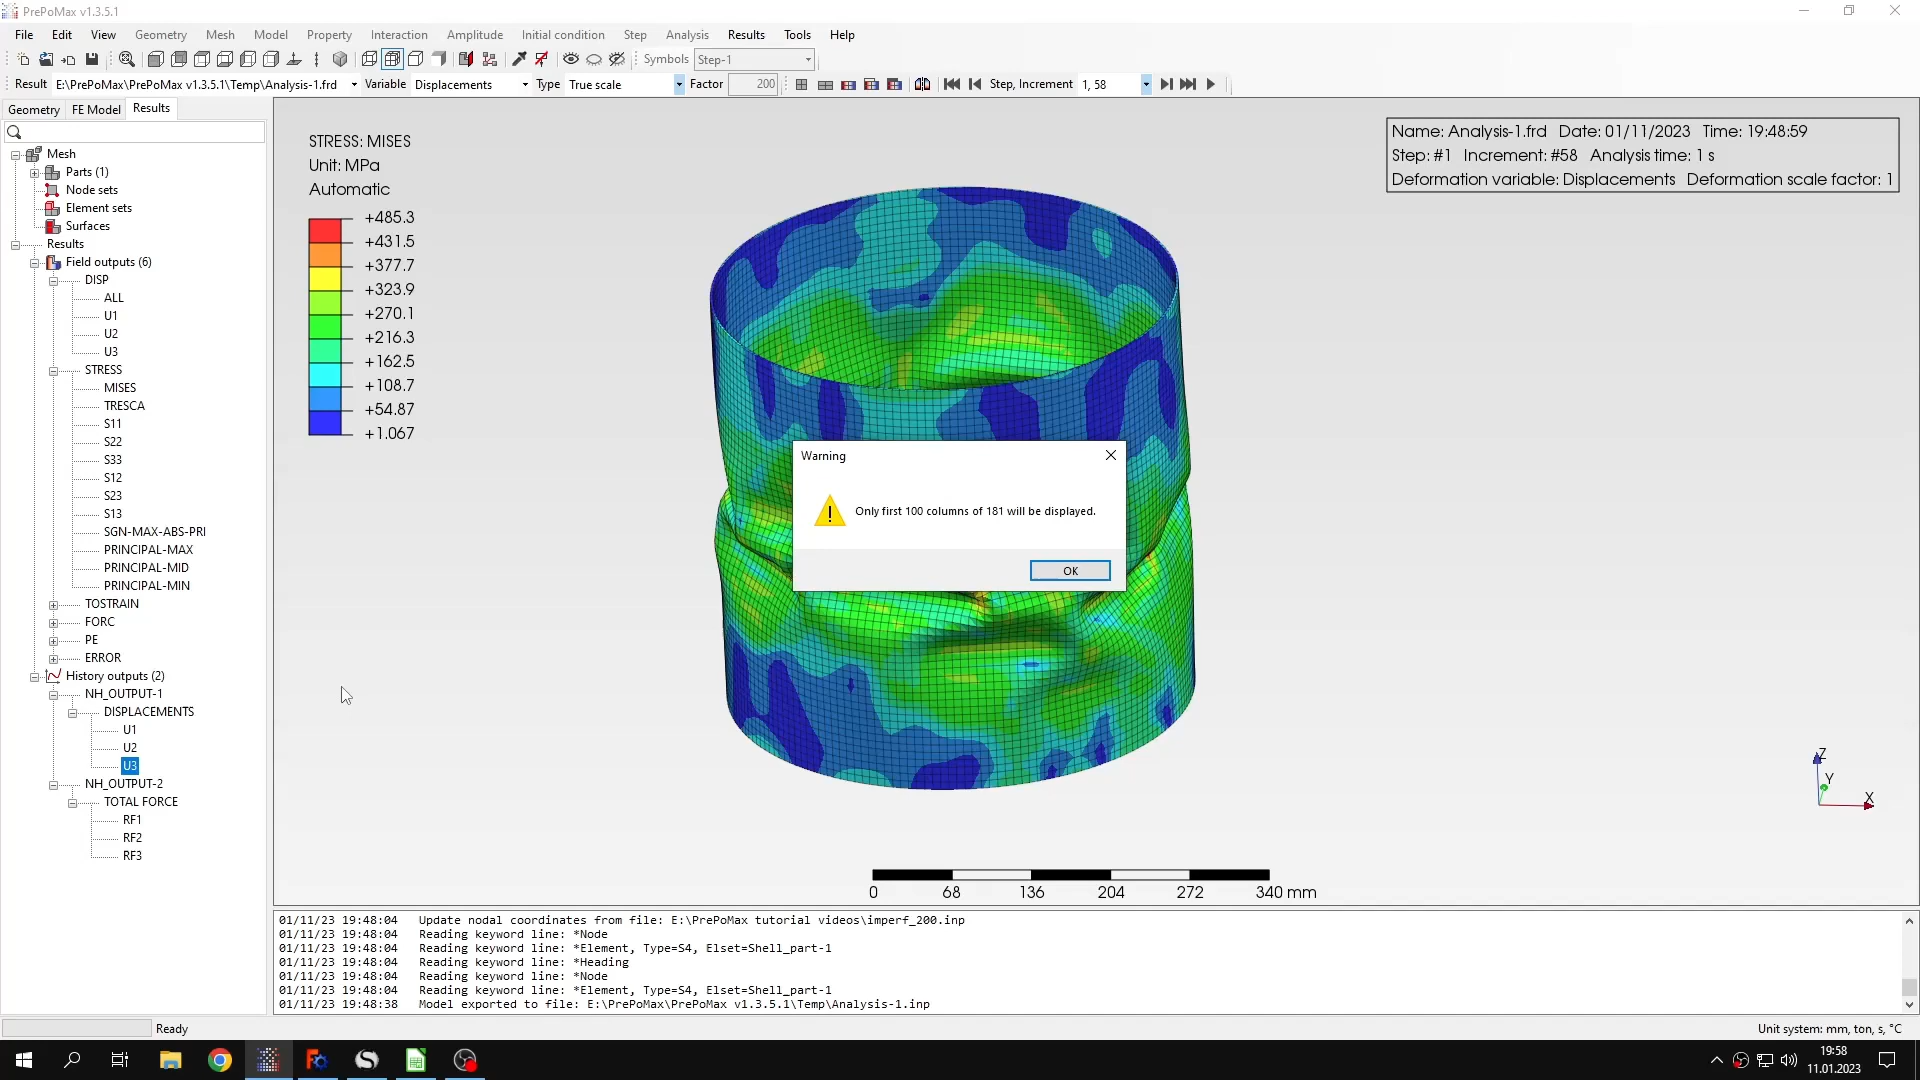 PrePoMax v1.3.5.1
File Edit View Geometry Mesh Model Property Interaction Amplitude Initial condition Step Analysis Results Tools Help
Symbols Step-1
Result E:\PrePoMax\PrePoMax v1.3.5.1\Temp\Analysis-1.frd Variable Displacements Type True scale Factor 200 Step, Increment 1, 58
Geometry FE Model Results
Mesh
Parts (1)
Node sets
Element sets
Surfaces
Results
Field outputs (6)
DISP
ALL
U1
U2
U3
STRESS
MISES
TRESCA
S11
S22
S33
S12
S23
S13
SGN-MAX-ABS-PRI
PRINCIPAL-MAX
PRINCIPAL-MID
PRINCIPAL-MIN
TOSTRAIN
FORC
PE
ERROR
History outputs (2)
NH_OUTPUT-1
DISPLACEMENTS
U1
U2
U3
NH_OUTPUT-2
TOTAL FORCE
RF1
RF2
RF3
STRESS: MISES
Unit: MPa
Automatic
+485.3
+431.5
+377.7
+323.9
+270.1
+216.3
+162.5
+108.7
+54.87
+1.067
Name: Analysis-1.frd Date: 01/11/2023 Time: 19:48:59
Step: #1 Increment: #58 Analysis time: 1 s
Deformation variable: Displacements Deformation scale factor: 1
Warning
Only first 100 columns of 181 will be displayed.
OK
Z
Y
X
0 68 136 204 272 340 mm
01/11/23 19:48:04 Update nodal coordinates from file: E:\PrePoMax tutorial videos\imperf_200.inp
01/11/23 19:48:04 Reading keyword line: *Node
01/11/23 19:48:04 Reading keyword line: *Element, Type=S4, Elset=Shell_part-1
01/11/23 19:48:04 Reading keyword line: *Heading
01/11/23 19:48:04 Reading keyword line: *Node
01/11/23 19:48:04 Reading keyword line: *Element, Type=S4, Elset=Shell_part-1
01/11/23 19:48:38 Model exported to file: E:\PrePoMax\PrePoMax v1.3.5.1\Temp\Analysis-1.inp
Ready
Unit system: mm, ton, s, °C
19:58
11.01.2023